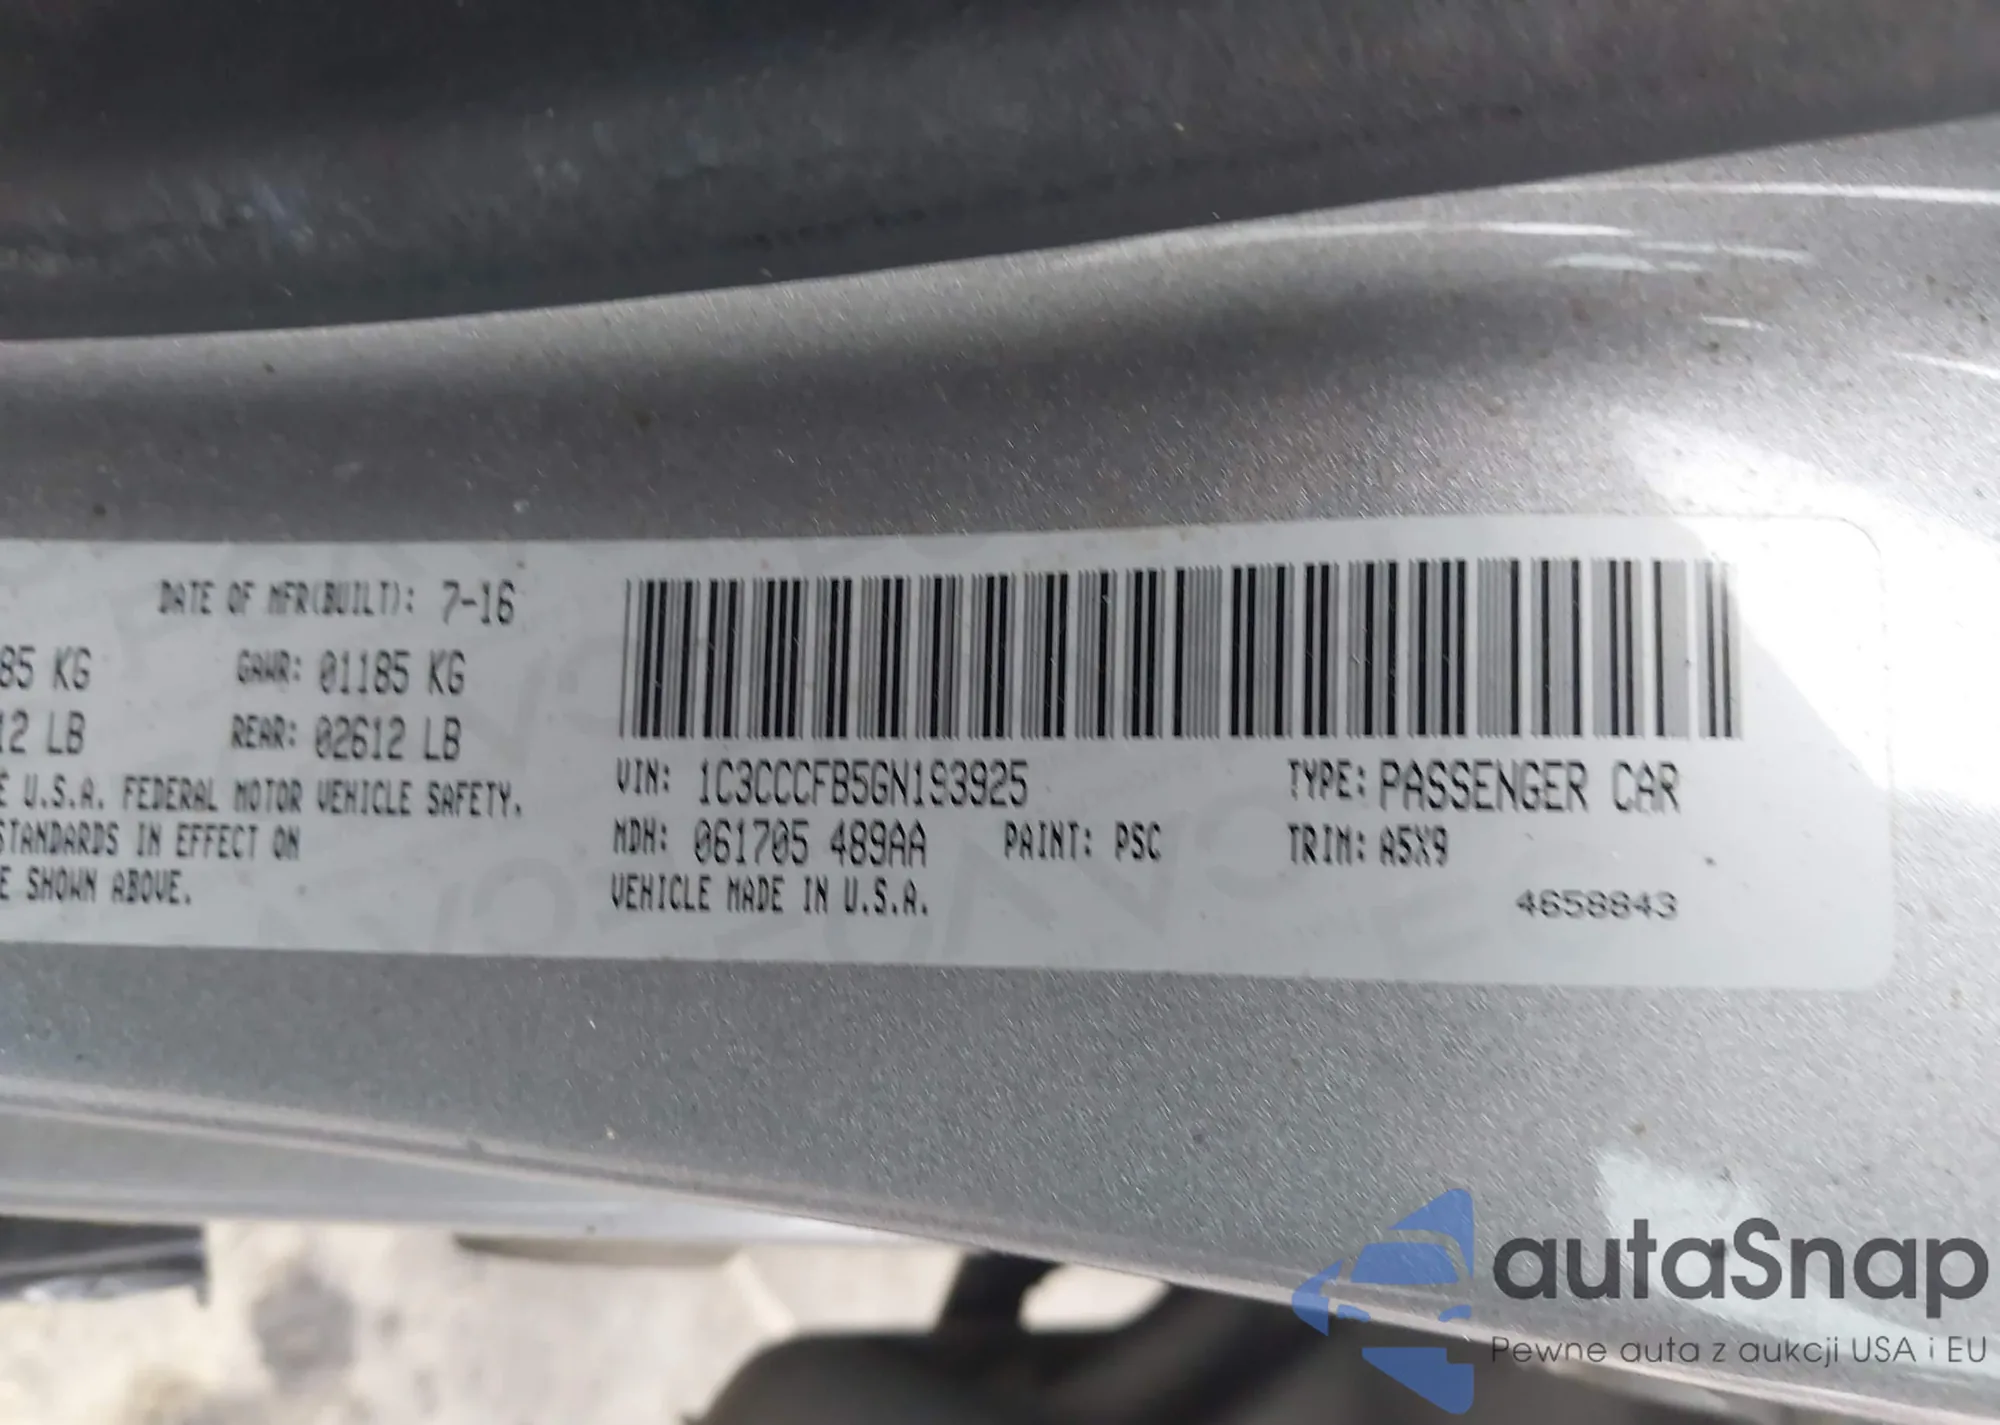 DATE OF MFR(BUILT): 7-16
85 KG GAWR: 01185 KG
12 LB REAR: 02612 LB
E U.S.A. FEDERAL MOTOR VEHICLE SAFETY.
STANDARDS IN EFFECT ON
E SHOWN ABOVE.
VIN: 1C3CCCFB5GN193925 TYPE: PASSENGER CAR
MDH: 061705 489AA PAINT: PSC TRIM: A5X9
VEHICLE MADE IN U.S.A.
4658843
autaSnap
Pewne auta z aukcji USA i EU